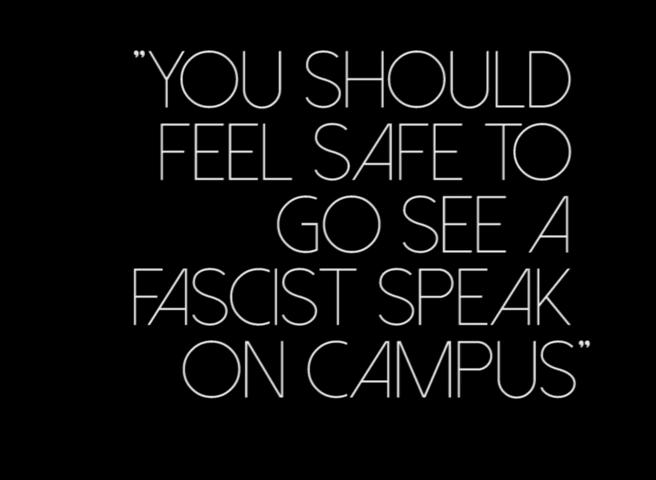 "YOU SHOULD
FEEL SAFE TO
GO SEE A
FASCIST SPEAK
ON CAMPUS"